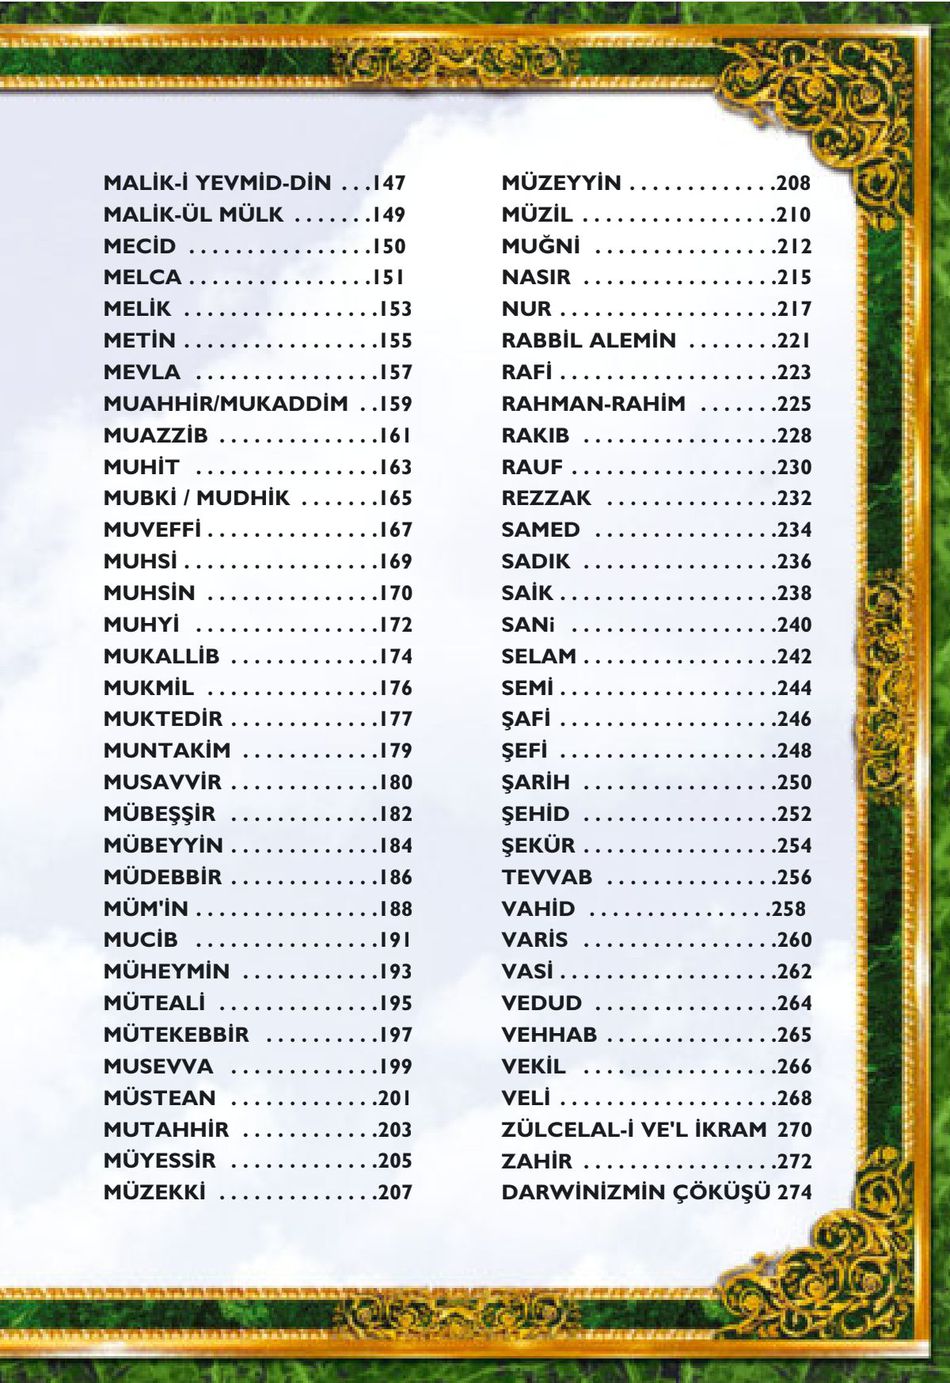 MALİK-İ YEVMİD-DİN . . .147
MALİK-ÜL MÜLK . . . . . . .149
MECİD . . . . . . . . . . . . . . . .150
MELCA . . . . . . . . . . . . . . . .151
MELİK . . . . . . . . . . . . . . . . .153
METİN . . . . . . . . . . . . . . . . .155
MEVLA . . . . . . . . . . . . . . . .157
MUAHHİR/MUKADDİM . .159
MUAZZİB . . . . . . . . . . . . . .161
MUHİT . . . . . . . . . . . . . . . .163
MUBKİ / MUDHİK . . . . . . .165
MUVEFFİ . . . . . . . . . . . . . . .167
MUHSİ . . . . . . . . . . . . . . . . .169
MUHSİN . . . . . . . . . . . . . . .170
MUHYİ . . . . . . . . . . . . . . . .172
MUKALLİB . . . . . . . . . . . . .174
MUKMİL . . . . . . . . . . . . . . .176
MUKTEDİR . . . . . . . . . . . . .177
MUNTAKİM . . . . . . . . . . . .179
MUSAVVİR . . . . . . . . . . . . .180
MÜBEŞŞİR . . . . . . . . . . . . .182
MÜBEYYİN . . . . . . . . . . . . .184
MÜDEBBİR . . . . . . . . . . . . .186
MÜM'İN . . . . . . . . . . . . . . . .188
MUCİB . . . . . . . . . . . . . . . .191
MÜHEYMİN . . . . . . . . . . . .193
MÜTEALİ . . . . . . . . . . . . . .195
MÜTEKEBBİR . . . . . . . . . .197
MUSEVVA . . . . . . . . . . . . .199
MÜSTEAN . . . . . . . . . . . . .201
MUTAHHİR . . . . . . . . . . . .203
MÜYESSİR . . . . . . . . . . . . .205
MÜZEKKİ . . . . . . . . . . . . . .207
MÜZEYYİN . . . . . . . . . . . . .208
MÜZİL . . . . . . . . . . . . . . . . .210
MUĞNİ . . . . . . . . . . . . . . . .212
NASIR . . . . . . . . . . . . . . . . .215
NUR . . . . . . . . . . . . . . . . . . .217
RABBİL ALEMİN . . . . . . . .221
RAFİ . . . . . . . . . . . . . . . . . . .223
RAHMAN-RAHİM . . . . . . .225
RAKIB . . . . . . . . . . . . . . . . .228
RAUF . . . . . . . . . . . . . . . . . .230
REZZAK . . . . . . . . . . . . . . .232
SAMED . . . . . . . . . . . . . . . .234
SADIK . . . . . . . . . . . . . . . . .236
SAİK . . . . . . . . . . . . . . . . . . .238
SANi . . . . . . . . . . . . . . . . . .240
SELAM . . . . . . . . . . . . . . . . .242
SEMİ . . . . . . . . . . . . . . . . . . .244
ŞAFİ . . . . . . . . . . . . . . . . . . .246
ŞEFİ . . . . . . . . . . . . . . . . . . .248
ŞARİH . . . . . . . . . . . . . . . . .250
ŞEHİD . . . . . . . . . . . . . . . . .252
ŞEKÜR . . . . . . . . . . . . . . . . .254
TEVVAB . . . . . . . . . . . . . . .256
VAHİD . . . . . . . . . . . . . . . .258
VARİS . . . . . . . . . . . . . . . . .260
VASİ . . . . . . . . . . . . . . . . . . .262
VEDUD . . . . . . . . . . . . . . . .264
VEHHAB . . . . . . . . . . . . . . .265
VEKİL . . . . . . . . . . . . . . . . .266
VELİ . . . . . . . . . . . . . . . . . . .268
ZÜLCELAL-İ VE'L İKRAM 270
ZAHİR . . . . . . . . . . . . . . . . .272
DARWİNİZMİN ÇÖKÜŞÜ 274